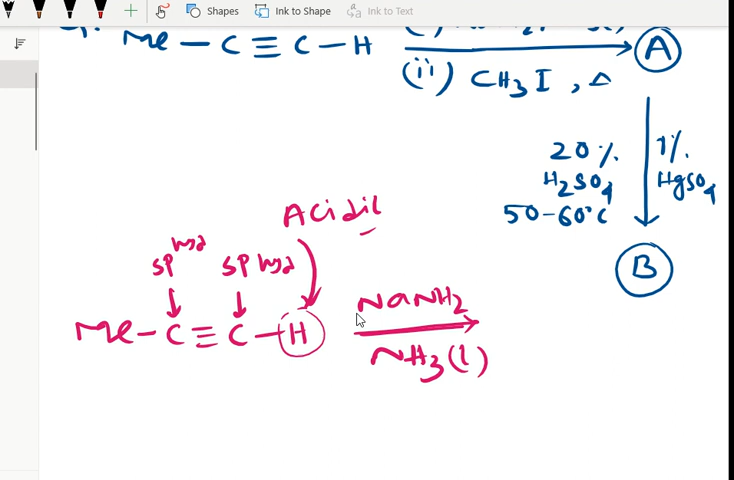 Shapes Ink to Shape Ink to Text
Me — C ≡ C — H
(ii) CH3I , Δ
A
20 %. 1%.
H2SO4 HgSO4
50-60°C
B
Acidic
sp hyd sp hyd
Me - C ≡ C - H
NaNH2
NH3(l)